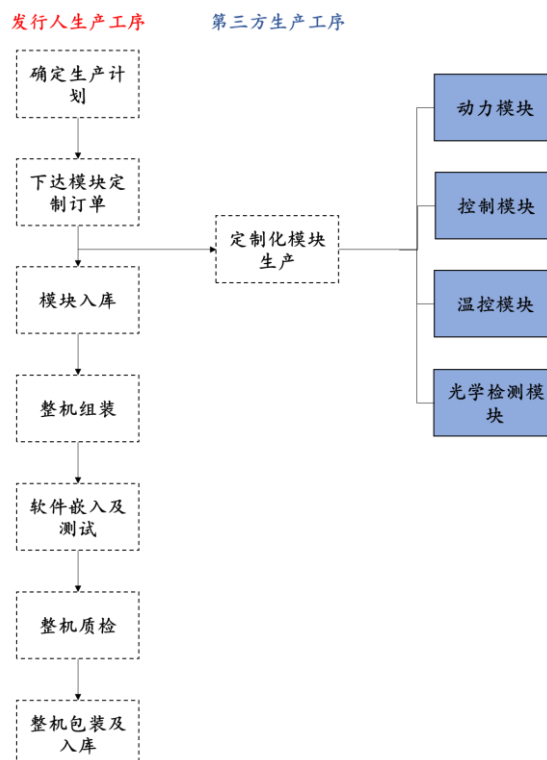 发行人生产工序
第三方生产工序
确定生产计
划
下达模块定
制订单
模块入库
整机组装
软件嵌入及
测试
整机质检
整机包装及
入库
定制化模块
生产
动力模块
控制模块
温控模块
光学检测模
块